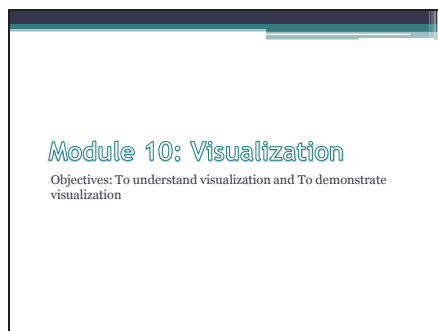 Module 10: Visualization
Objectives: To understand visualization and To demonstrate
visualization